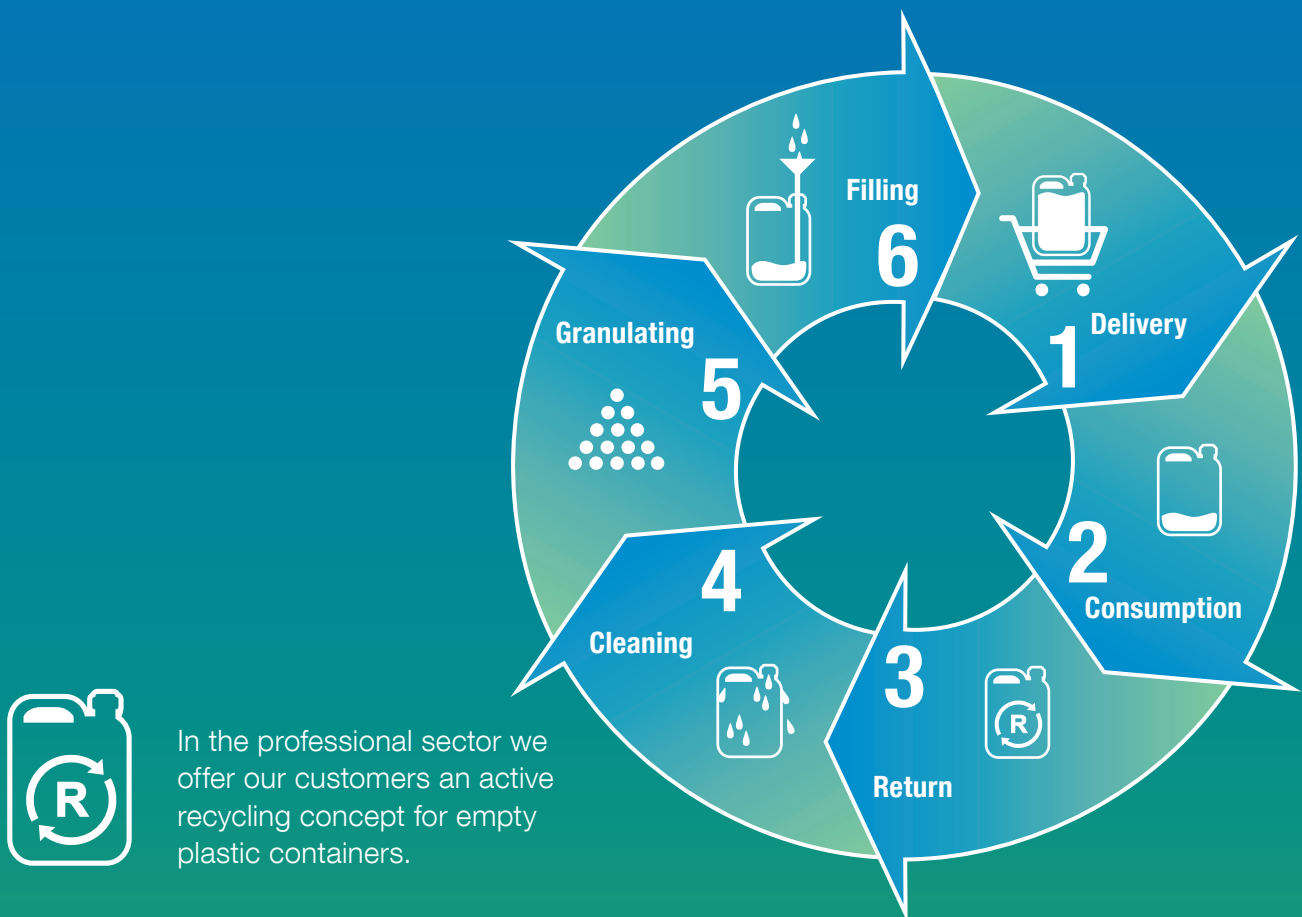 Delivery
1
2
Consumption
3
Return
4
Cleaning
Granulating
5
Filling
6
R
R
In the professional sector we
offer our customers an active
recycling concept for empty
plastic containers.